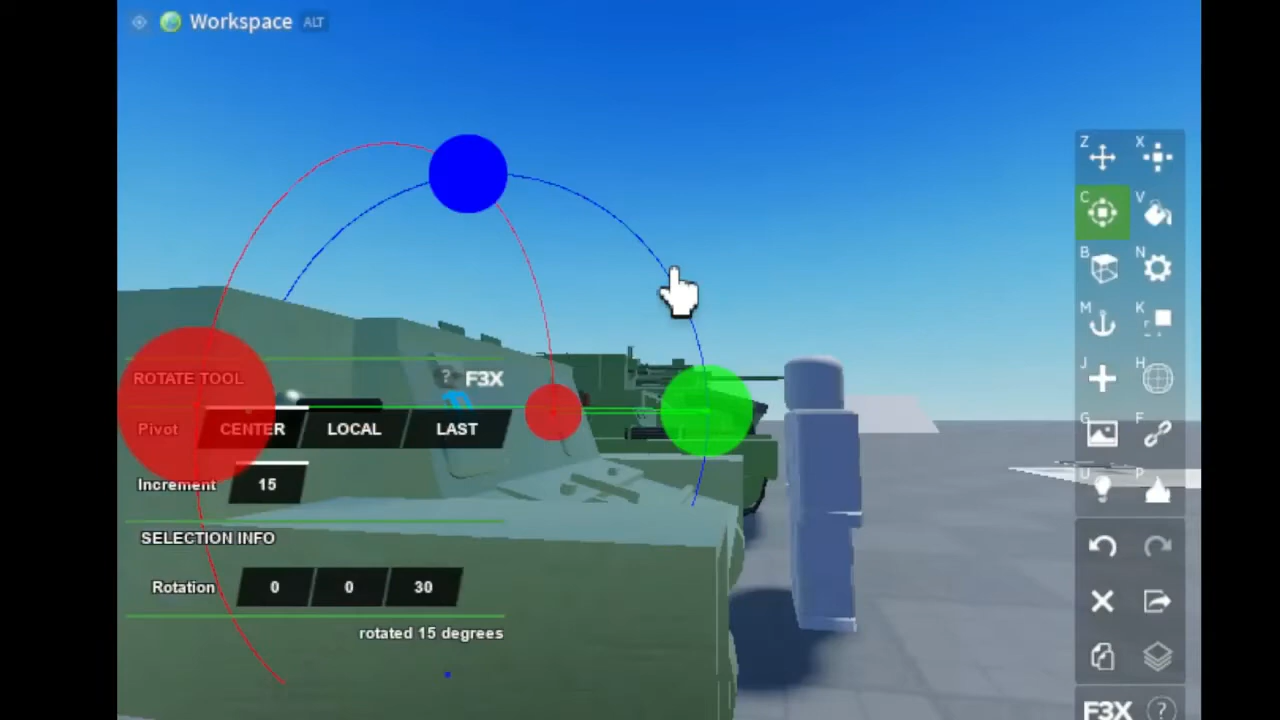 Workspace ALT
Z X
C V
B N
M K
J H
G F
U P
ROTATE TOOL ? F3X
Pivot CENTER LOCAL LAST
Increment 15
SELECTION INFO
Rotation 0 0 30
rotated 15 degrees
F3X ?